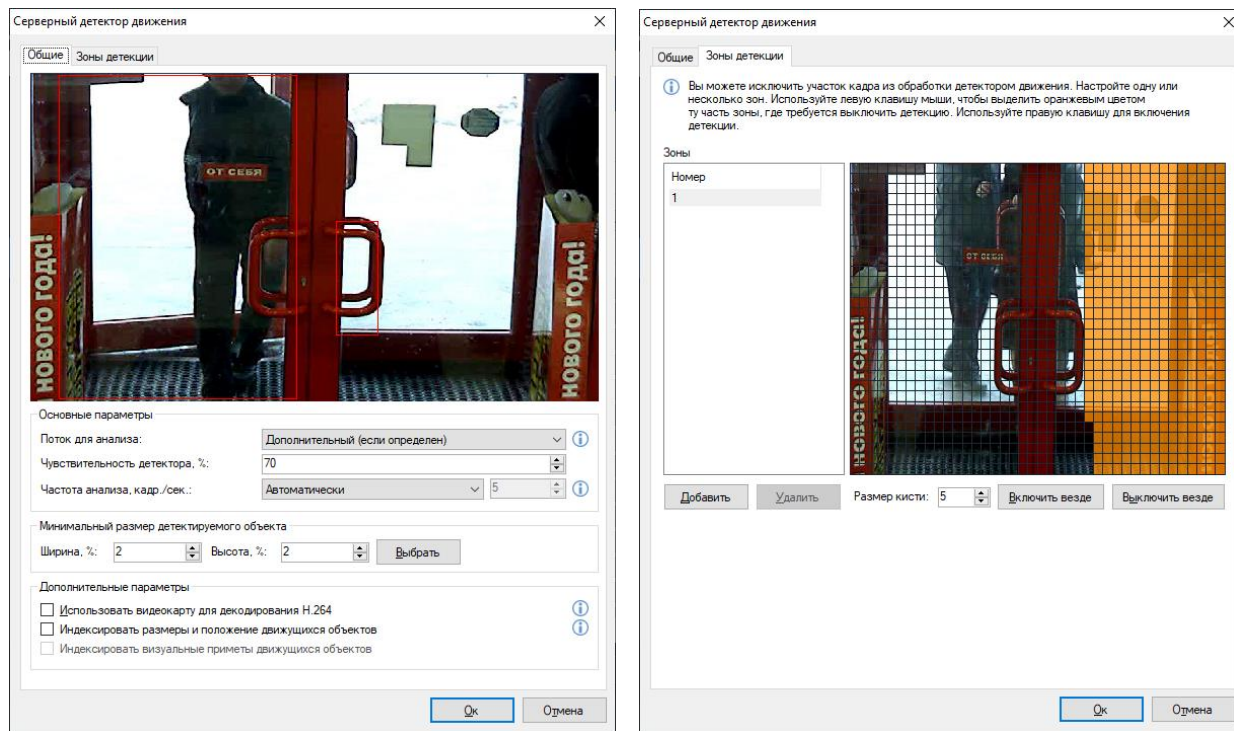 Серверный детектор движения
Общие
Зоны детекции
ОТ СЕБЯ
НОВОГО ГОДА!
НОВОГО ГОДА!
Основные параметры
Поток для анализа:
Дополнительный (если определен)
Чувствительность детектора, %:
70
Частота анализа, кадр./сек.:
Автоматически
5
Минимальный размер детектируемого объекта
Ширина, %:
2
Высота, %:
2
Выбрать
Дополнительные параметры
Использовать видеокарту для декодирования H.264
Индексировать размеры и положение движущихся объектов
Индексировать визуальные приметы движущихся объектов
Ок
Отмена
Серверный детектор движения
Общие
Зоны детекции
Вы можете исключить участок кадра из обработки детектором движения. Настройте одну или
несколько зон. Используйте левую клавишу мыши, чтобы выделить оранжевым цветом
ту часть зоны, где требуется выключить детекцию. Используйте правую клавишу для включения
детекции.
Зоны
Номер
1
ОТ СЕБЯ
НОВОГО ГОДА!
Добавить
Удалить
Размер кисти:
5
Включить везде
Выключить везде
Ок
Отмена